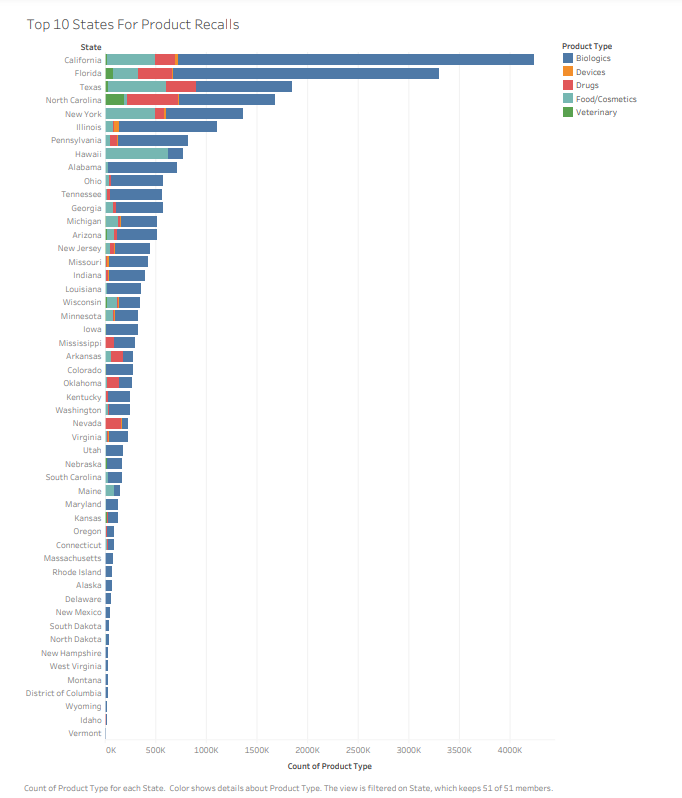 Top 10 States For Product Recalls
State
California
Florida
Texas
North Carolina
New York
Illinois
Pennsylvania
Hawaii
Alabama
Ohio
Tennessee
Georgia
Michigan
Arizona
New Jersey
Missouri
Indiana
Louisiana
Wisconsin
Minnesota
Iowa
Mississippi
Arkansas
Colorado
Oklahoma
Kentucky
Washington
Nevada
Virginia
Utah
Nebraska
South Carolina
Maine
Maryland
Kansas
Oregon
Connecticut
Massachusetts
Rhode Island
Alaska
Delaware
New Mexico
South Dakota
North Dakota
New Hampshire
West Virginia
Montana
District of Columbia
Wyoming
Idaho
Vermont
0K 500K 1000K 1500K 2000K 2500K 3000K 3500K 4000K
Count of Product Type
Product Type
Biologics
Devices
Drugs
Food/Cosmetics
Veterinary
Count of Product Type for each State. Color shows details about Product Type. The view is filtered on State, which keeps 51 of 51 members.